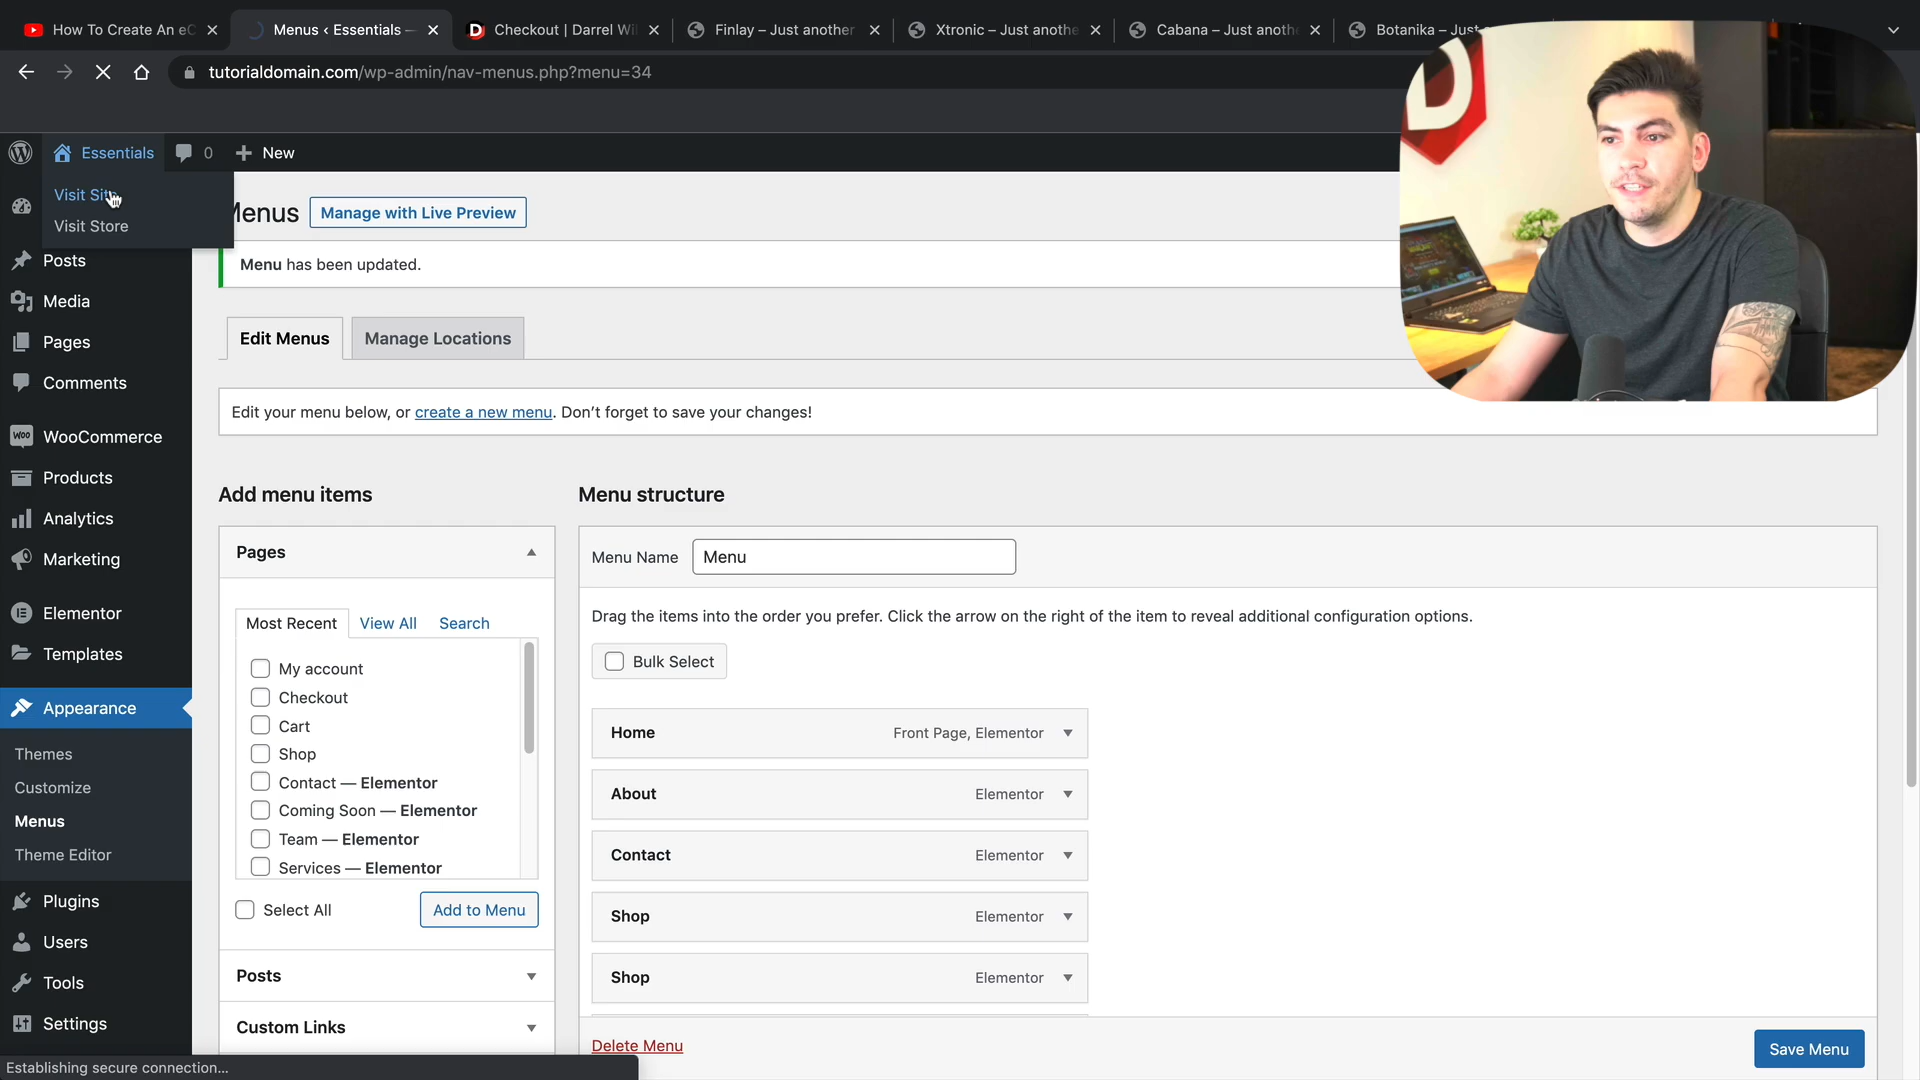 How To Create An eC
Menus ‹ Essentials —
Checkout | Darrel Wil
Finlay – Just another
Xtronic – Just anothe
Cabana – Just anoth
Botanika – Just
tutorialdomain.com/wp-admin/nav-menus.php?menu=34
Essentials
0
New
Visit Site
Visit Store
Menus
Manage with Live Preview
Menu has been updated.
Posts
Media
Pages
Comments
WooCommerce
Products
Analytics
Marketing
Elementor
Templates
Appearance
Themes
Customize
Menus
Theme Editor
Plugins
Users
Tools
Settings
Edit Menus
Manage Locations
Edit your menu below, or create a new menu. Don't forget to save your changes!
Add menu items
Pages
Most Recent
View All
Search
My account
Checkout
Cart
Shop
Contact — Elementor
Coming Soon — Elementor
Team — Elementor
Services — Elementor
Select All
Add to Menu
Posts
Custom Links
Menu structure
Menu Name
Menu
Drag the items into the order you prefer. Click the arrow on the right of the item to reveal additional configuration options.
Bulk Select
Home Front Page, Elementor
About Elementor
Contact Elementor
Shop Elementor
Shop Elementor
Delete Menu
Save Menu
Establishing secure connection...